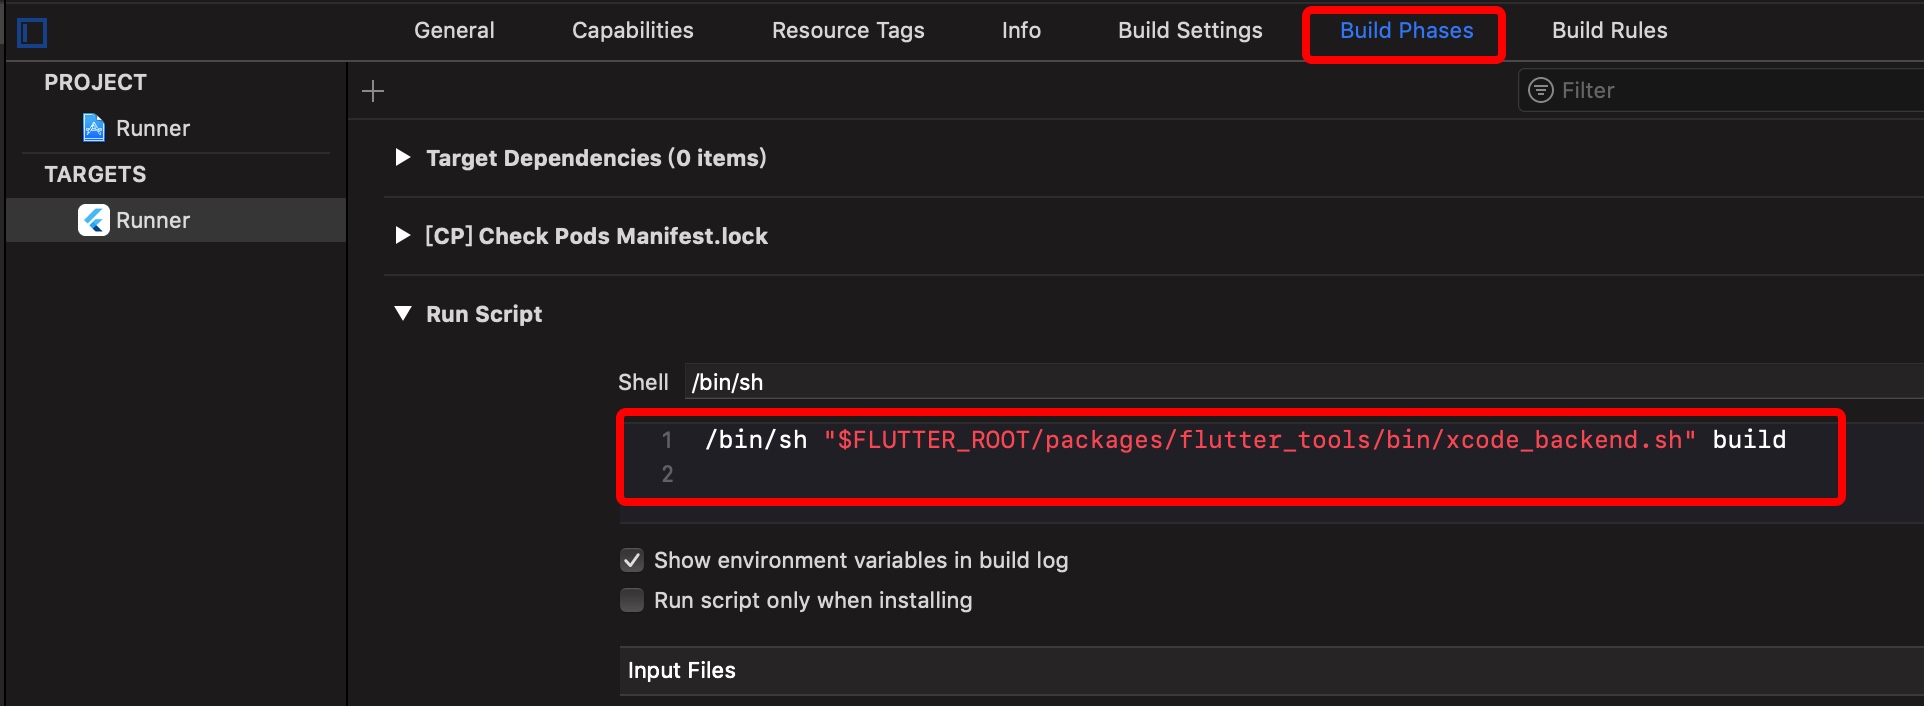 General Capabilities Resource Tags Info Build Settings Build Phases Build Rules
PROJECT
Runner
TARGETS
Runner
Filter
Target Dependencies (0 items)
[CP] Check Pods Manifest.lock
Run Script
Shell /bin/sh
1 /bin/sh "$FLUTTER_ROOT/packages/flutter_tools/bin/xcode_backend.sh" build
2
Show environment variables in build log
Run script only when installing
Input Files